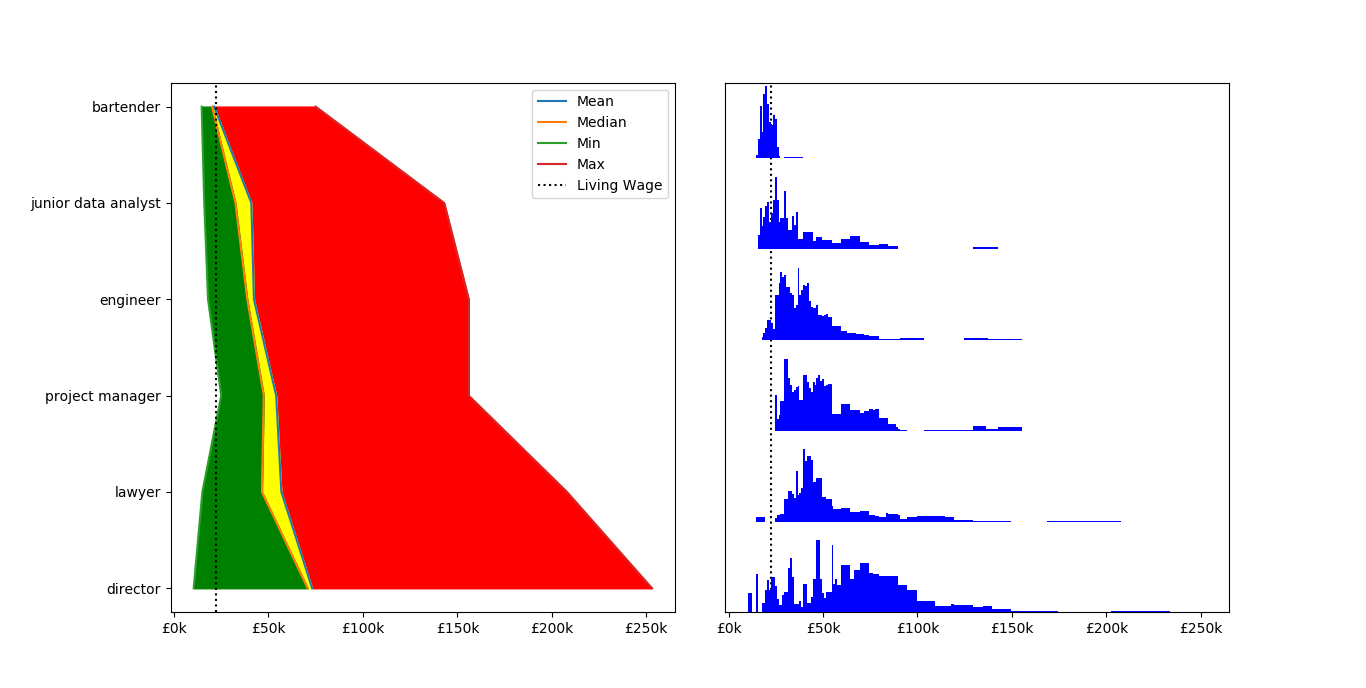 bartender
junior data analyst
engineer
project manager
lawyer
director
Mean
Median
Min
Max
Living Wage
£0k £50k £100k £150k £200k £250k
£0k £50k £100k £150k £200k £250k